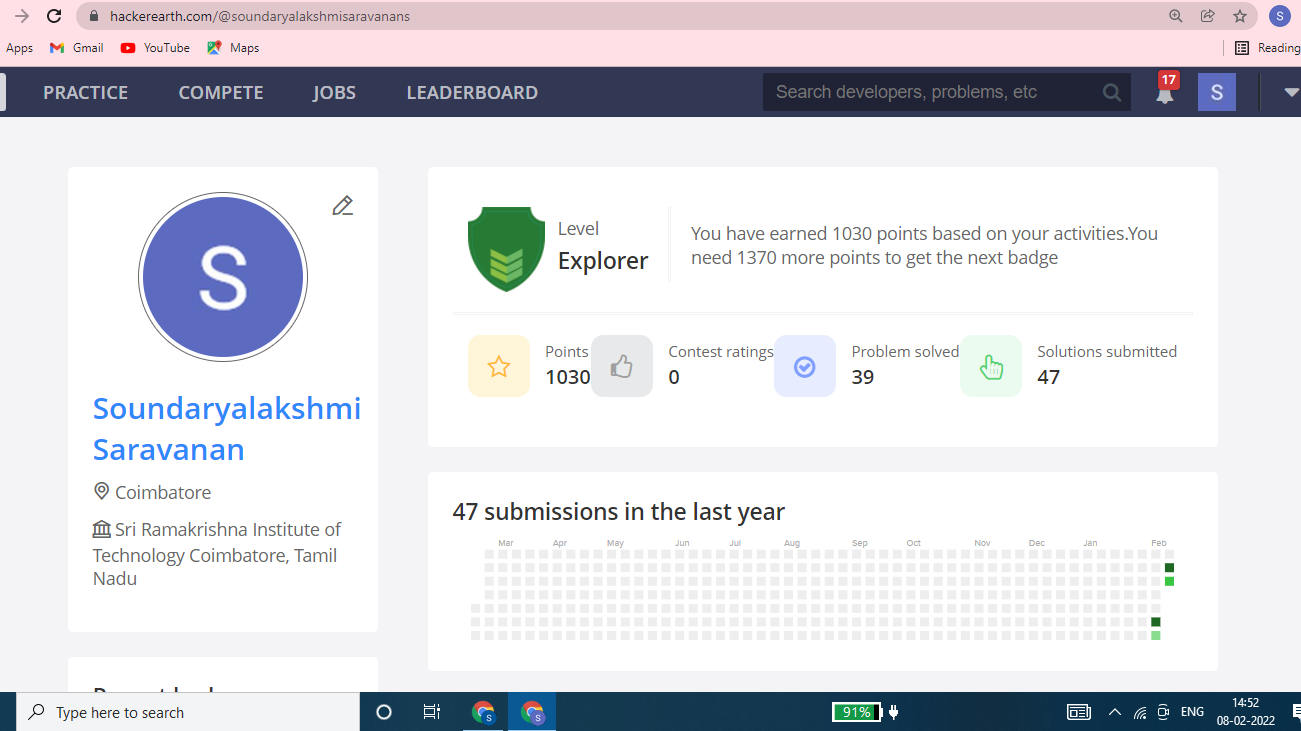 hackerearth.com/@soundaryalakshmisaravanans
S
Apps Gmail YouTube Maps Reading
PRACTICE COMPETE JOBS LEADERBOARD Search developers, problems, etc 17 S
S
Soundaryalakshmi
Saravanan
Coimbatore
Sri Ramakrishna Institute of
Technology Coimbatore, Tamil
Nadu
Level
Explorer
You have earned 1030 points based on your activities.You
need 1370 more points to get the next badge
Points
1030
Contest ratings
0
Problem solved
39
Solutions submitted
47
47 submissions in the last year
Mar Apr May Jun Jul Aug Sep Oct Nov Dec Jan Feb
Type here to search
S
S
91%
ENG
14:52
08-02-2022